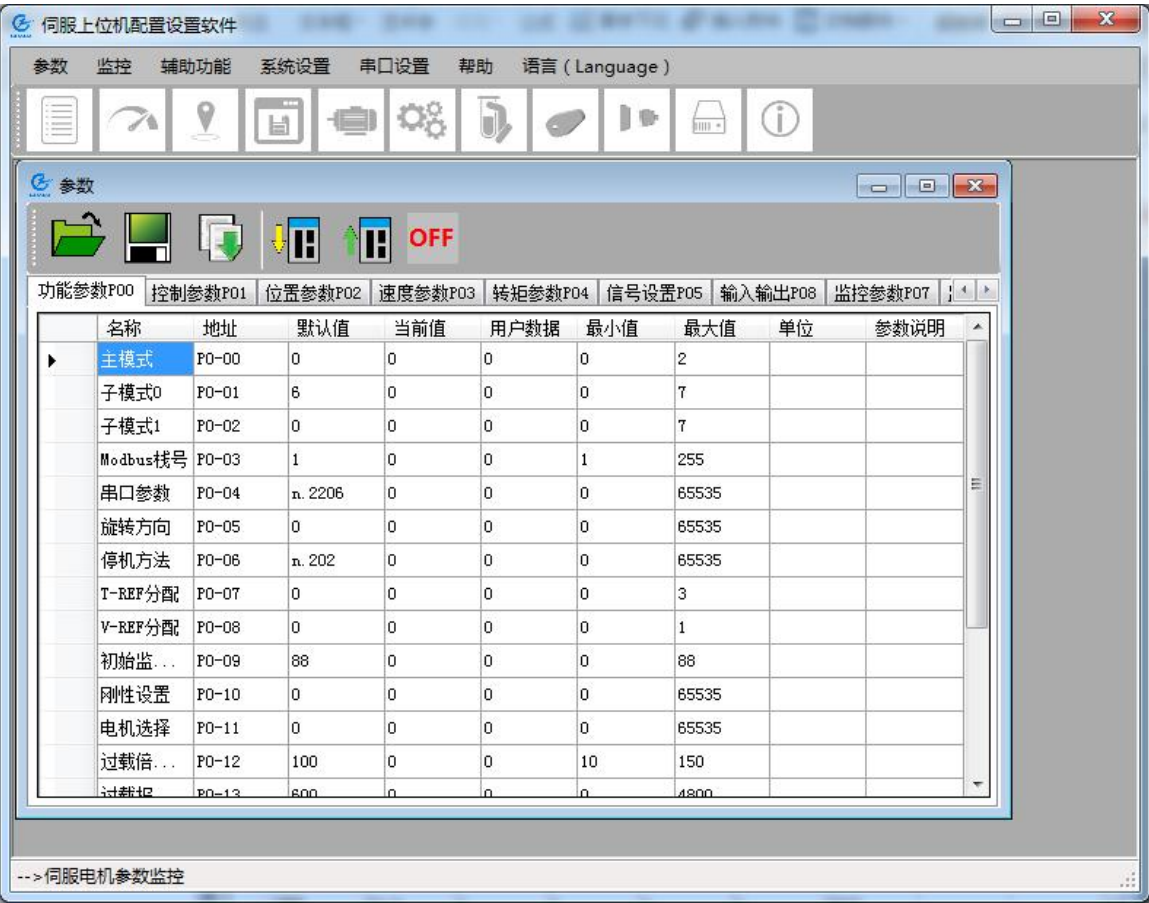 伺服上位机配置设置软件
参数 监控 辅助功能 系统设置 串口设置 帮助 语言(Language)
参数
OFF
功能参数P00 控制参数P01 位置参数P02 速度参数P03 转矩参数P04 信号设置P05 输入输出P08 监控参数P07
名称 地址 默认值 当前值 用户数据 最小值 最大值 单位 参数说明
主模式 P0-00 0 0 0 0 2
子模式0 P0-01 6 0 0 0 7
子模式1 P0-02 0 0 0 0 7
Modbus栈号 P0-03 1 0 0 1 255
串口参数 P0-04 n.2206 0 0 0 65535
旋转方向 P0-05 0 0 0 0 65535
停机方法 P0-06 n.202 0 0 0 65535
T-REF分配 P0-07 0 0 0 0 3
V-REF分配 P0-08 0 0 0 0 1
初始监... P0-09 88 0 0 0 88
刚性设置 P0-10 0 0 0 0 65535
电机选择 P0-11 0 0 0 0 65535
过载倍... P0-12 100 0 0 10 150
过载报 P0-13 600 0 0 0 4800
-->伺服电机参数监控